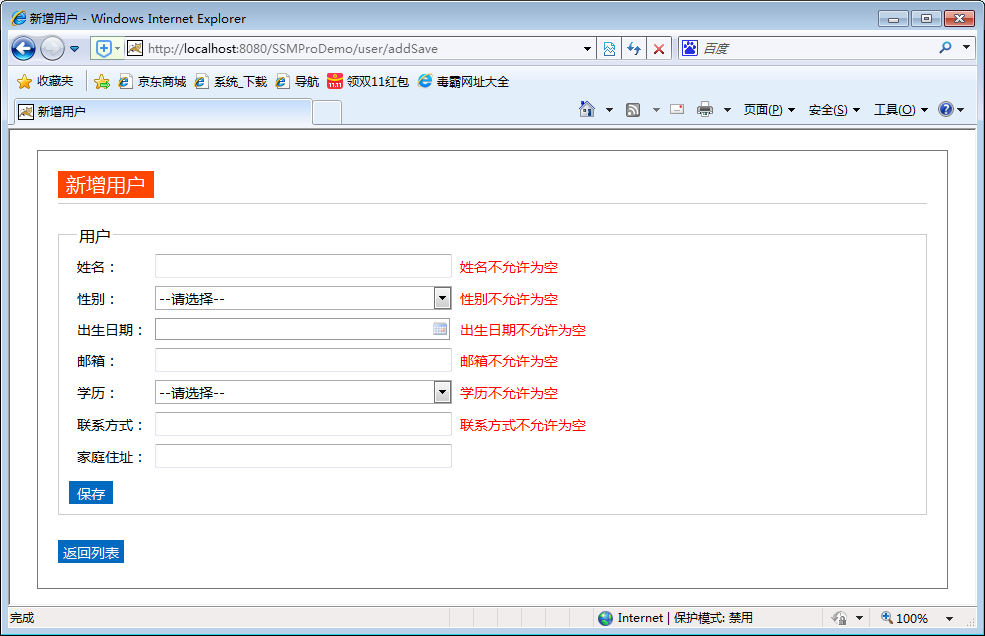 新增用户 - Windows Internet Explorer
http://localhost:8080/SSMProDemo/user/addSave 百度
收藏夹 京东商城 系统_下载 导航 11.11 领双11红包 毒霸网址大全
新增用户 页面(P) 安全(S) 工具(O)
新增用户
用户
姓名： 姓名不允许为空
性别： --请选择-- 性别不允许为空
出生日期： 出生日期不允许为空
邮箱： 邮箱不允许为空
学历： --请选择-- 学历不允许为空
联系方式： 联系方式不允许为空
家庭住址：
保存
返回列表
完成 Internet | 保护模式: 禁用 100%